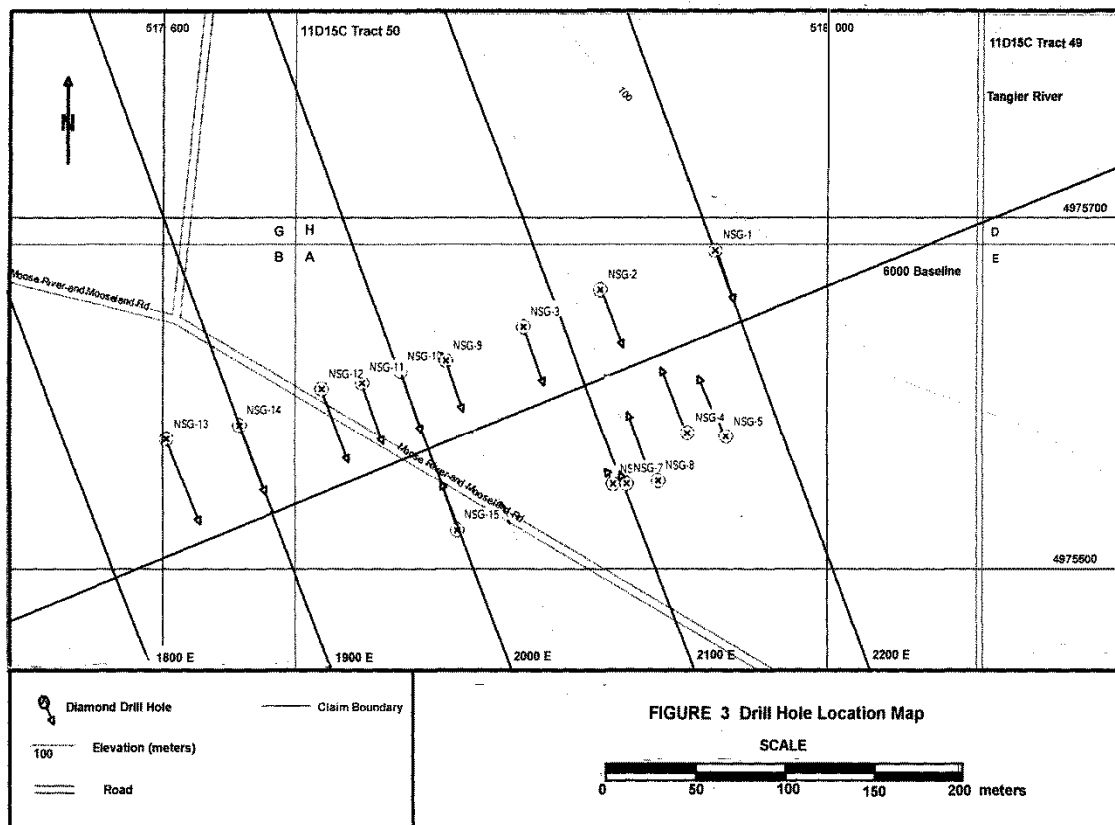 517 600
11D15C Tract 50
518 000
11D15C Tract 49
Tangier River
100
N
4975700
G H
B A
D
E
NSG-1
6000 Baseline
NSG-2
Moose River and Mooseland Rd
NSG-3
NSG-9
NSG-10
NSG-11
NSG-12
NSG-13
NSG-14
NSG-4
NSG-5
Moose River and Mooseland Rd
NSG-7
NSG-8
NSG-15
4975500
1800 E
1900 E
2000 E
2100 E
2200 E
Diamond Drill Hole
Claim Boundary
100
Elevation (meters)
Road
FIGURE 3 Drill Hole Location Map
SCALE
0 50 100 150 200 meters